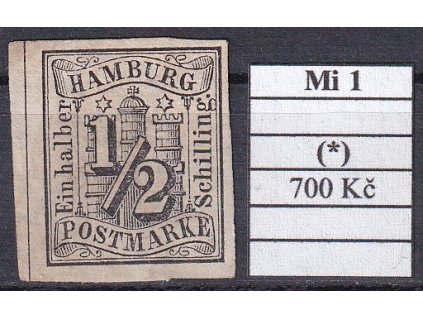 HAMBURG
Ein halber
1/2
Schilling
POSTMARKE
Mi 1
(*)
700 Kč